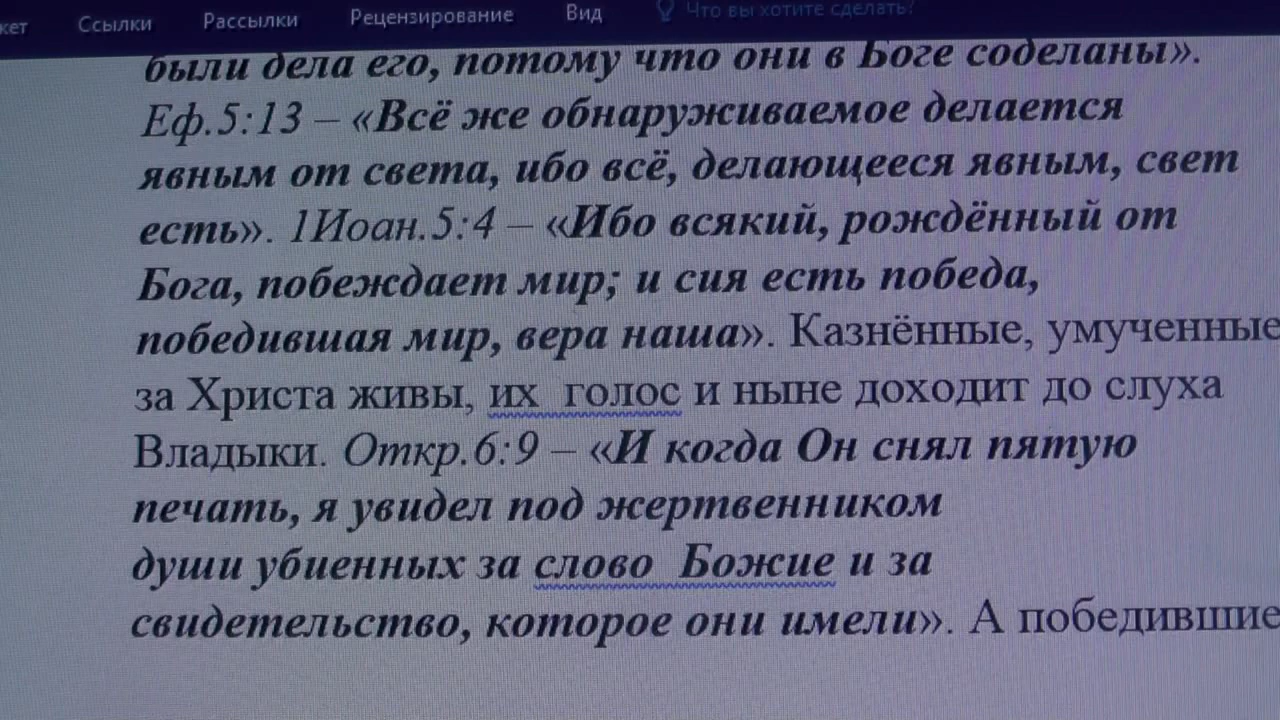 кет Ссылки Рассылки Рецензирование Вид Что вы хотите сделать?
были дела его, потому что они в Боге соделаны».
Еф.5:13 – «Всё же обнаруживаемое делается
явным от света, ибо всё, делающееся явным, свет
есть». 1Иоан.5:4 – «Ибо всякий, рождённый от
Бога, побеждает мир; и сия есть победа,
победившая мир, вера наша». Казнённые, умученные
за Христа живы, их  голос и ныне доходит до слуха
Владыки. Откр.6:9 – «И когда Он снял пятую
печать, я увидел под жертвенником
души убиенных за слово  Божие и за
свидетельство, которое они имели». А победившие